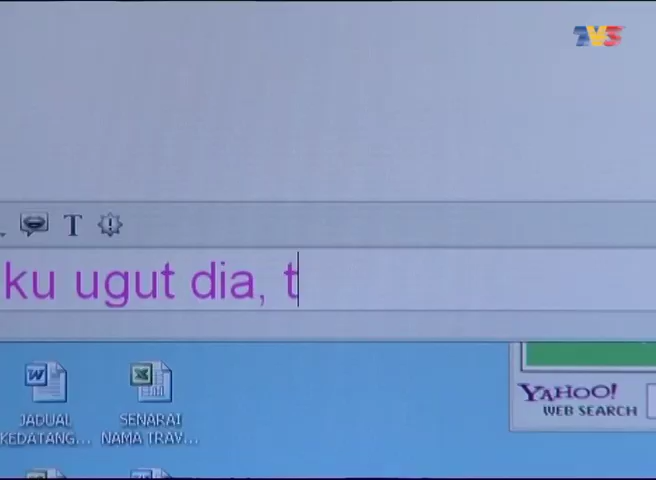 TV3
T
ku ugut dia, t
JADUAL
KEDATANG...
SENARAI
NAMA TRAV...
YAHOO!
WEB SEARCH